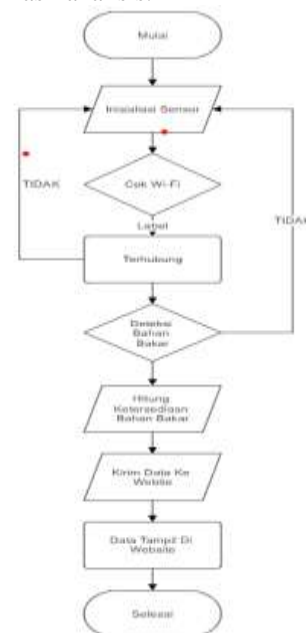 Mulai
Inisialisasi Sensor
Cek Wi-Fi
TIDAK
Label
TIDAK
Terhubung
Deteksi
Bahan
Bakar
Hitung
Ketersediaan
Bahan Bakar
Kirim Data Ke
Data Tampil Di
Website
Selesai